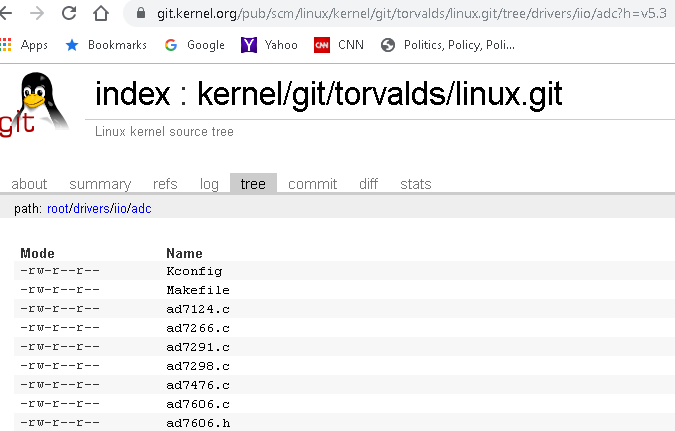 git.kernel.org/pub/scm/linux/kernel/git/torvalds/linux.git/tree/drivers/iio/adc?h=v5.3
Apps Bookmarks Google Yahoo CNN Politics, Policy, Poli...
git
index : kernel/git/torvalds/linux.git
Linux kernel source tree
about summary refs log tree commit diff stats
path: root/drivers/iio/adc
Mode Name
-rw-r--r-- Kconfig
-rw-r--r-- Makefile
-rw-r--r-- ad7124.c
-rw-r--r-- ad7266.c
-rw-r--r-- ad7291.c
-rw-r--r-- ad7298.c
-rw-r--r-- ad7476.c
-rw-r--r-- ad7606.c
-rw-r--r-- ad7606.h